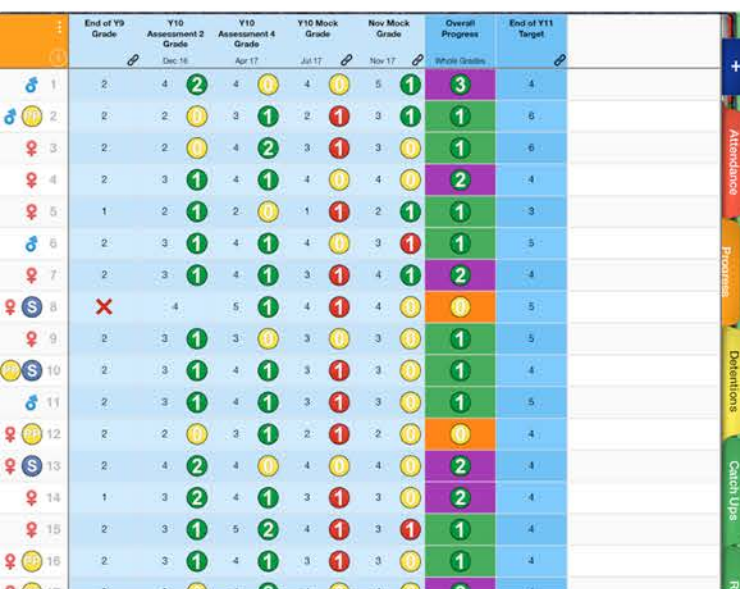 End of Y9 Grade
Y10 Assessment 2 Grade
Y10 Assessment 4 Grade
Y10 Mock Grade
Nov Mock Grade
Overall Progress
End of Y11 Target
Dec 16 Apr 17 Jul 17 Nov 17 Whole Grades
1 2 4 2 4 0 4 0 5 1 3 4
PP 2 2 2 0 3 1 2 1 3 1 1 6
3 2 2 0 4 2 3 1 3 0 1 6
4 2 3 1 4 1 4 0 4 0 2 4
5 1 2 1 2 0 1 1 2 1 1 3
6 2 3 1 4 1 4 0 3 1 1 5
7 2 3 1 4 1 3 1 4 1 2 4
S 8 4 5 1 4 1 4 0 0 5
9 2 3 1 3 0 3 0 3 0 1 5
PP S 10 2 3 1 4 1 3 1 3 0 1 4
11 2 3 1 4 1 3 1 3 0 1 5
PP 12 2 2 0 3 1 2 1 2 0 0 4
S 13 2 4 2 4 0 4 0 4 0 2 4
14 1 3 2 4 1 3 1 3 0 2 4
15 2 3 1 5 2 4 1 3 1 1 4
PP 16 2 3 1 4 1 3 1 3 0 1 4
+
Attendance
Progress
Detentions
Catch Ups